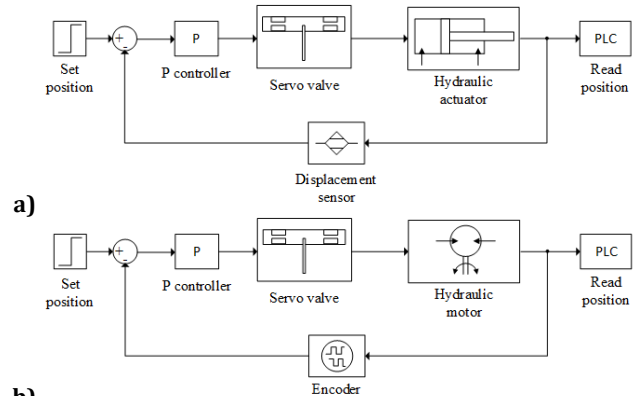 P
PLC
Set
position
P controller
Servo valve
Hydraulic
actuator
Read
position
Displacement
sensor
a)
P
PLC
Set
position
P controller
Servo valve
Hydraulic
motor
Read
position
Encoder
b)